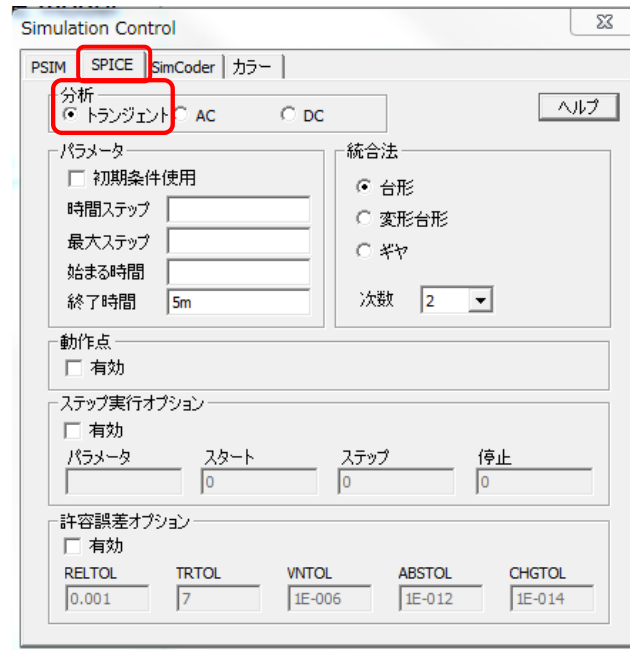 Simulation Control
PSIM SPICE SimCoder カラー
分析
トランジェント AC DC ヘルプ
パラメータ 統合法
初期条件使用 台形
時間ステップ 変形台形
最大ステップ ギヤ
始まる時間
終了時間 5m 次数 2
動作点
有効
ステップ実行オプション
有効
パラメータ スタート ステップ 停止
0 0 0
許容誤差オプション
有効
RELTOL TRTOL VNTOL ABSTOL CHGTOL
0.001 7 1E-006 1E-012 1E-014